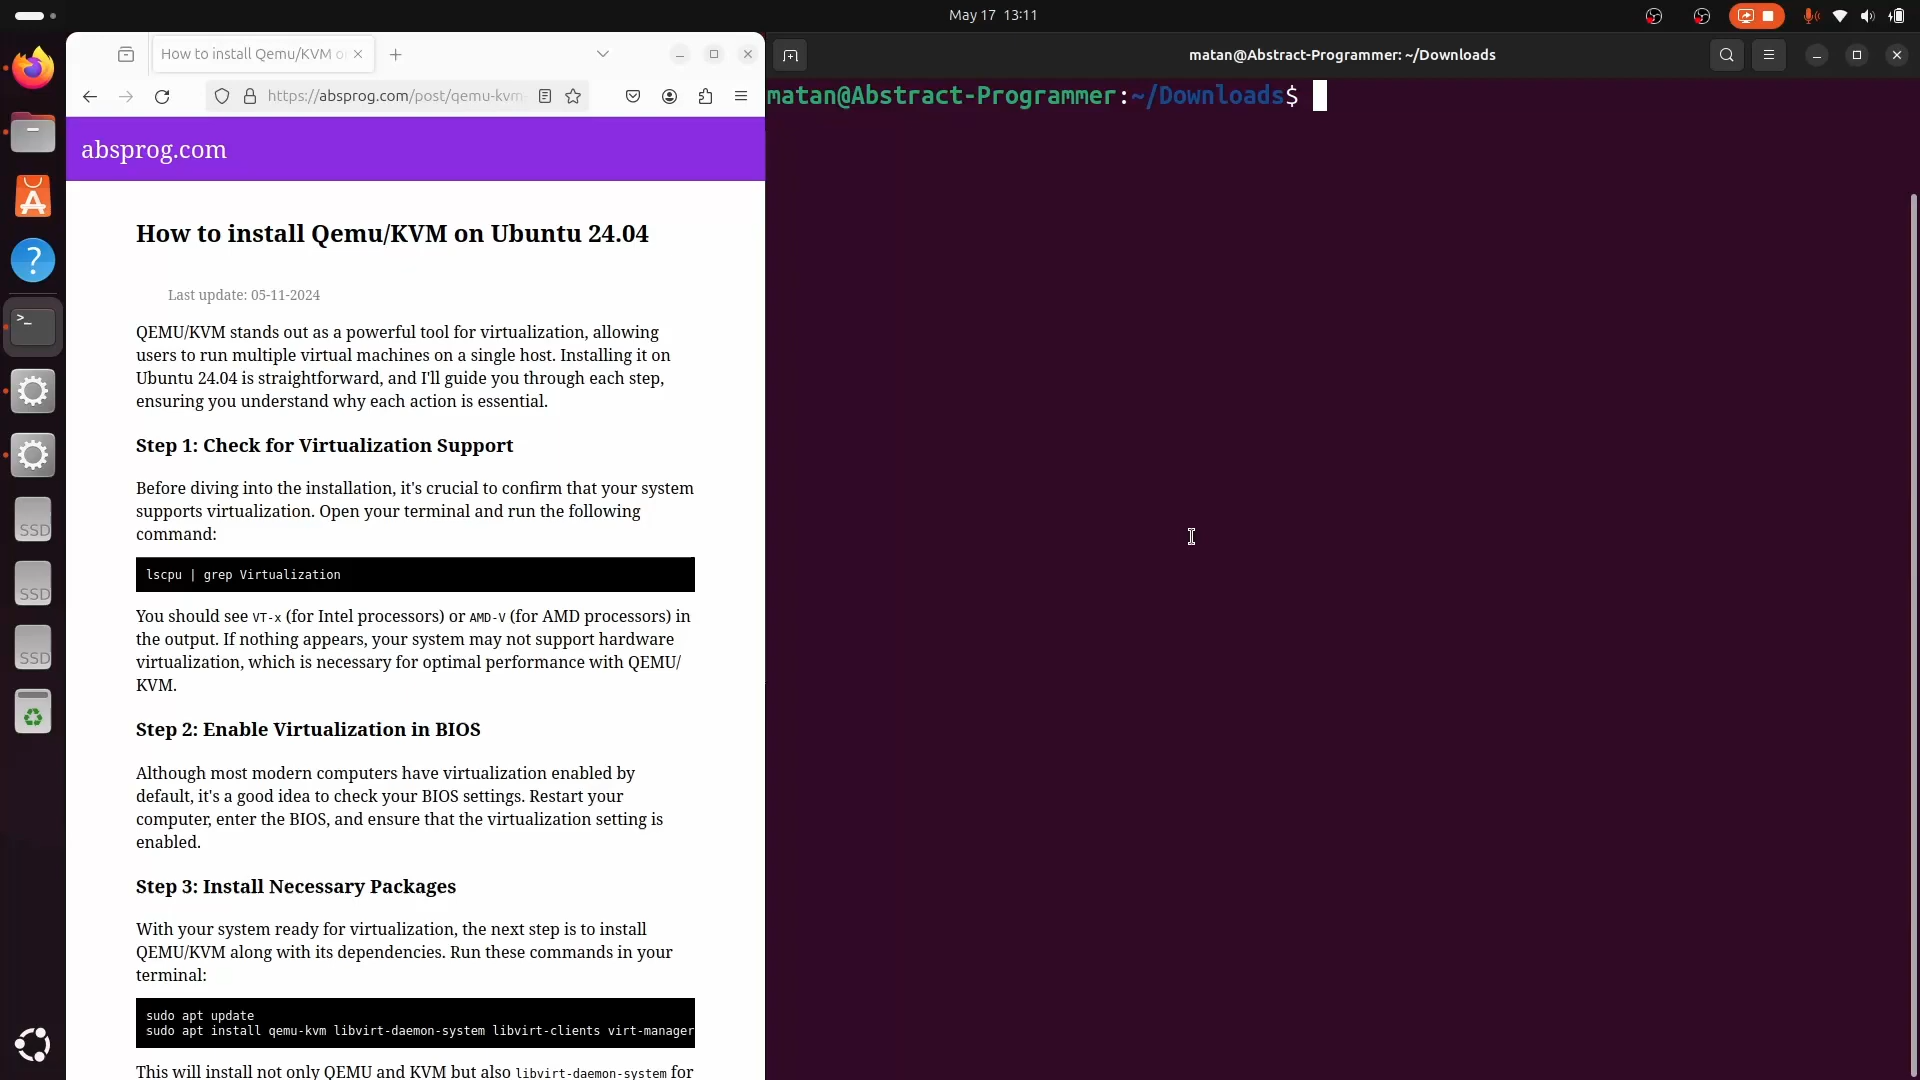 May 17 13:11
How to install Qemu/KVM o
https://absprog.com/post/qemu-kvm-
matan@Abstract-Programmer: ~/Downloads
matan@Abstract-Programmer:~/Downloads$
absprog.com
How to install Qemu/KVM on Ubuntu 24.04
Last update: 05-11-2024
QEMU/KVM stands out as a powerful tool for virtualization, allowing
users to run multiple virtual machines on a single host. Installing it on
Ubuntu 24.04 is straightforward, and I'll guide you through each step,
ensuring you understand why each action is essential.
Step 1: Check for Virtualization Support
Before diving into the installation, it's crucial to confirm that your system
supports virtualization. Open your terminal and run the following
command:
lscpu | grep Virtualization
You should see VT-x (for Intel processors) or AMD-V (for AMD processors) in
the output. If nothing appears, your system may not support hardware
virtualization, which is necessary for optimal performance with QEMU/
KVM.
Step 2: Enable Virtualization in BIOS
Although most modern computers have virtualization enabled by
default, it's a good idea to check your BIOS settings. Restart your
computer, enter the BIOS, and ensure that the virtualization setting is
enabled.
Step 3: Install Necessary Packages
With your system ready for virtualization, the next step is to install
QEMU/KVM along with its dependencies. Run these commands in your
terminal:
sudo apt update
sudo apt install qemu-kvm libvirt-daemon-system libvirt-clients virt-manager
This will install not only QEMU and KVM but also libvirt-daemon-system for
SSD
SSD
SSD